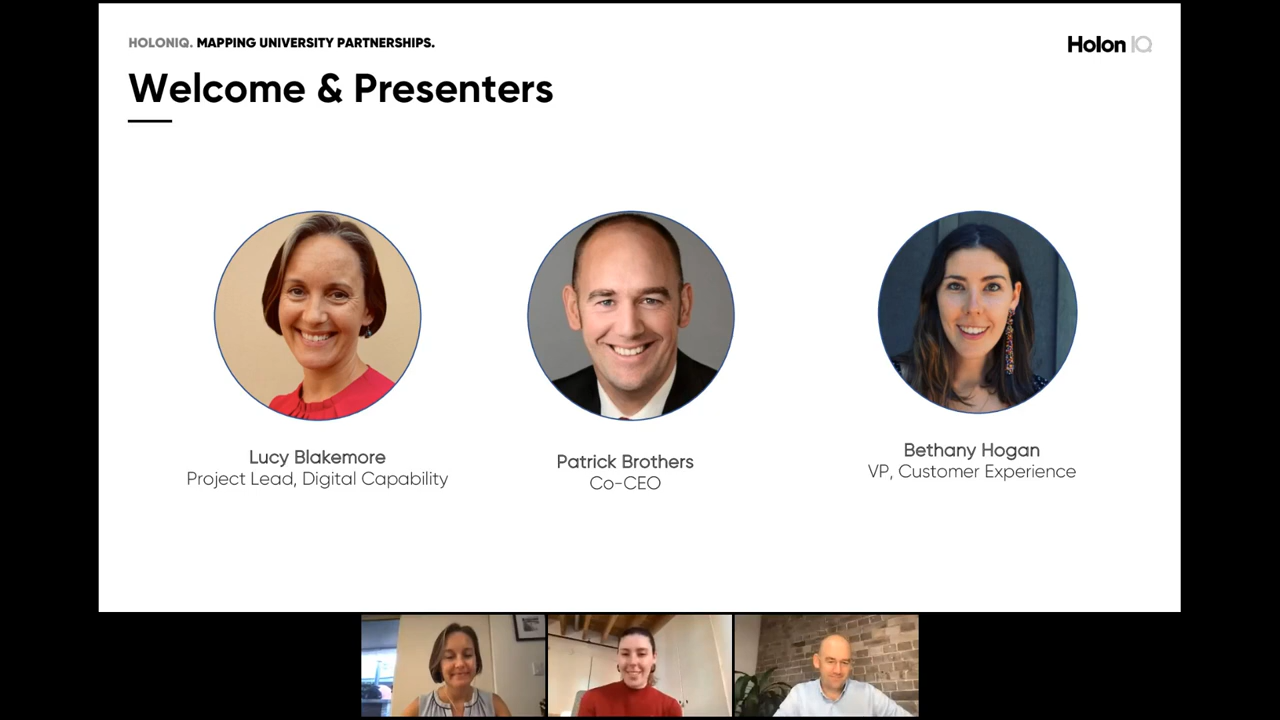 HOLONIQ. MAPPING UNIVERSITY PARTNERSHIPS.
Holon IQ
Welcome & Presenters
Lucy Blakemore
Project Lead, Digital Capability
Patrick Brothers
Co-CEO
Bethany Hogan
VP, Customer Experience